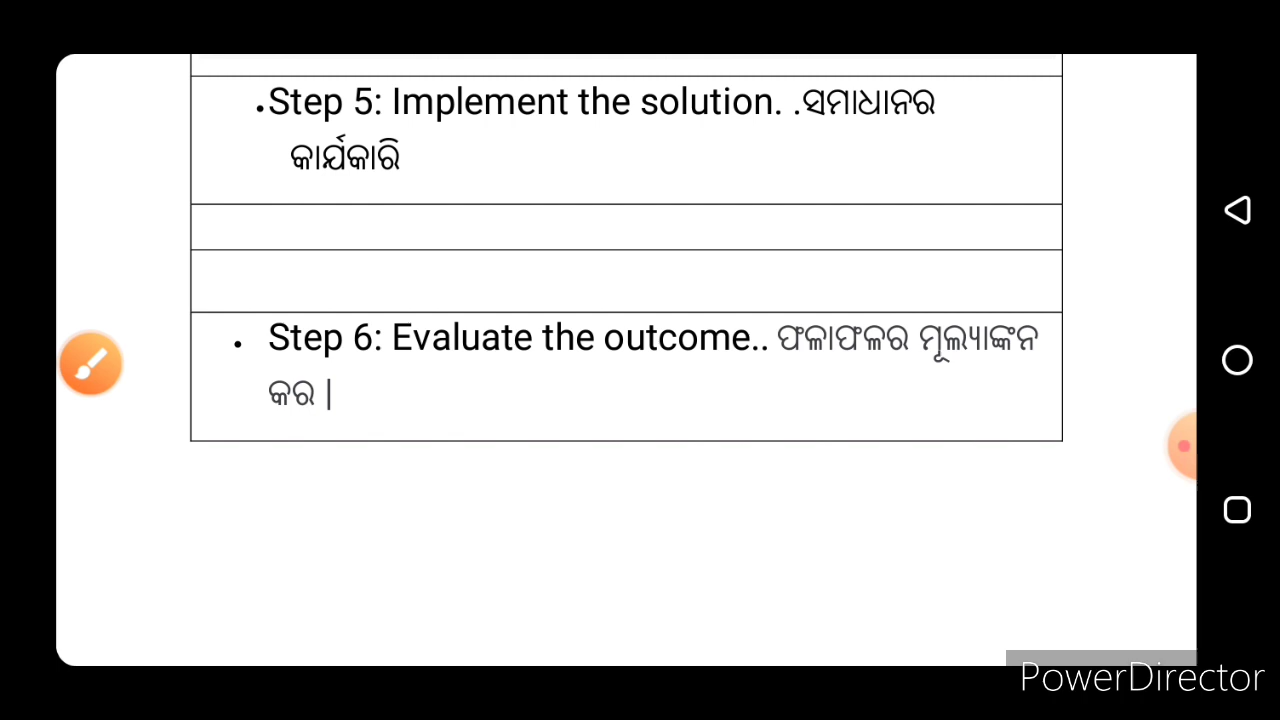 •Step 5: Implement the solution. .ସମାଧାନର
କାର୍ଯକାରି
• Step 6: Evaluate the outcome.. ଫଳାଫଳର ମୂଲ୍ୟାଙ୍କନ
କର |
PowerDirector